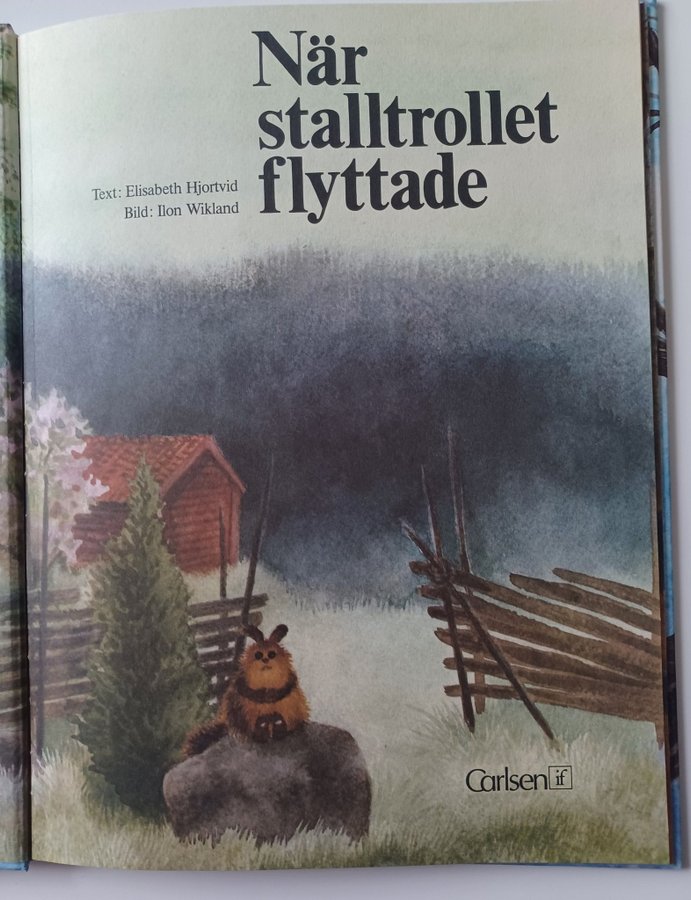 När
stalltrollet
flyttade
Text: Elisabeth Hjortvid
Bild: Ilon Wikland
Carlsen if